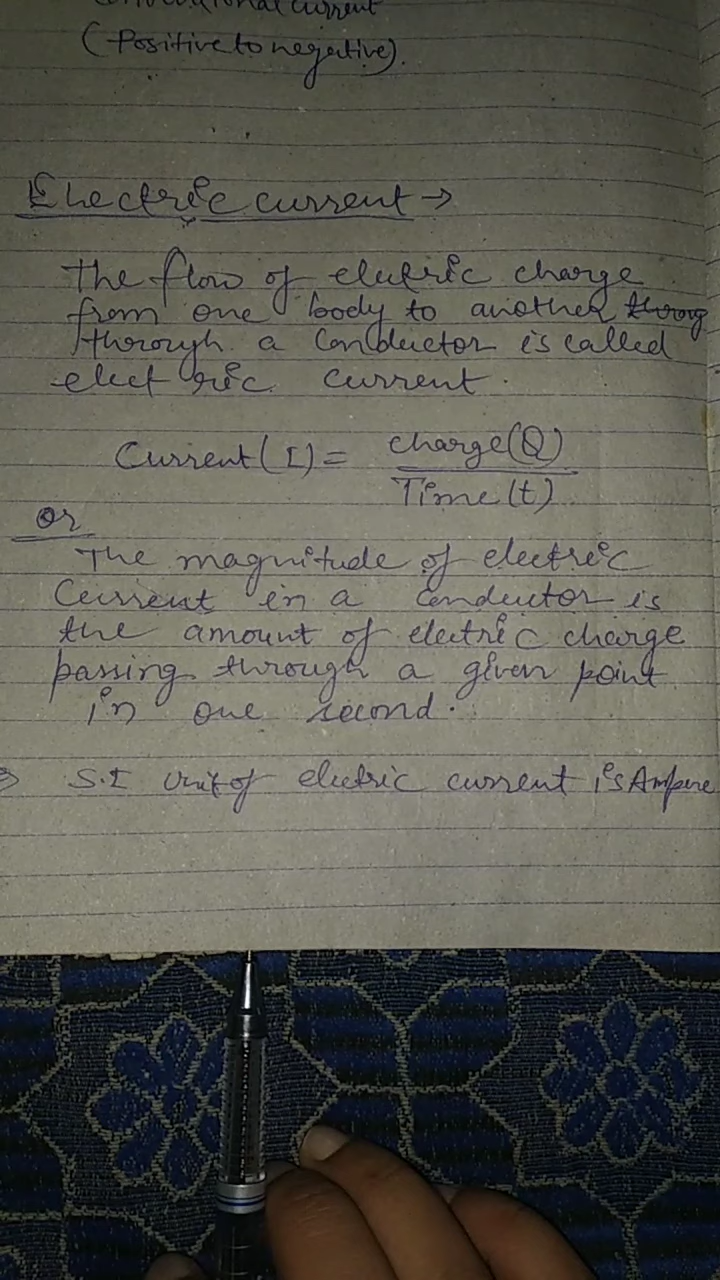 current
(Positive to negative).
Electric current →
The flow of electric charge
from one body to another throug
through a conductor is called
electric current.
Current (I) = charge(Q)
Time (t)
or
The magnitude of electric
Current in a conductor is
the amount of electric charge
passing through a given point
in one second.
S.I Unit of electric current is Ampere